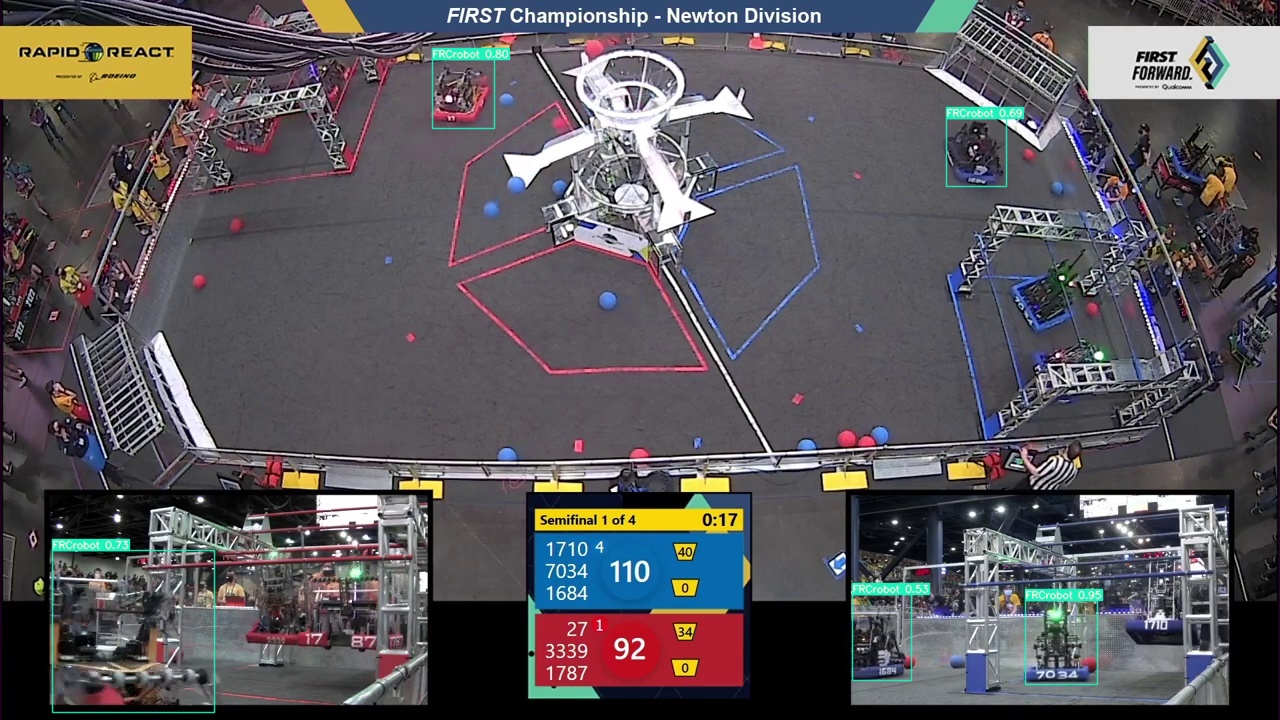 FIRST Championship - Newton Division
RAPID REACT
PRESENTED BY BOEING
FIRST
FORWARD
PRESENTED BY Qualcomm
FRCrobot 0.80
FRCrobot 0.69
FRCrobot 0.73
17 87
Semifinal 1 of 4 0:17
1710 4
7034
1684
110
40
0
27 1
3339
1787
92
34
0
FRCrobot 0.53
FRCrobot 0.95
1684
7034
1710